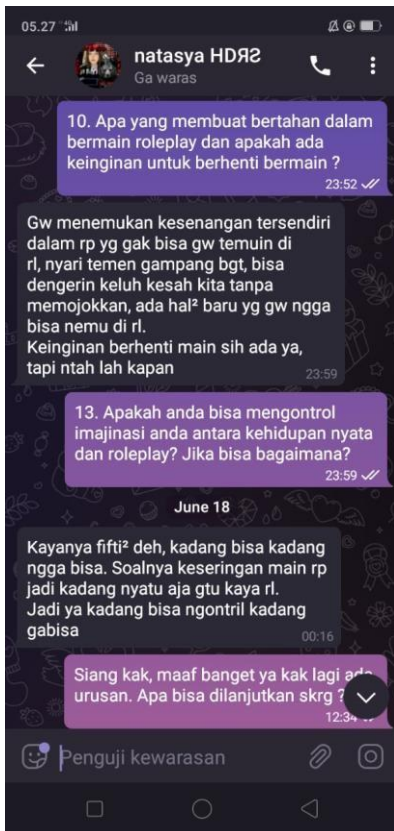 05.27
natasya HDЯƧ
Ga waras
10. Apa yang membuat bertahan dalam
bermain roleplay dan apakah ada
keinginan untuk berhenti bermain ?
23:52
Gw menemukan kesenangan tersendiri
dalam rp yg gak bisa gw temuin di
rl, nyari temen gampang bgt, bisa
dengerin keluh kesah kita tanpa
memojokkan, ada hal² baru yg gw ngga
bisa nemu di rl.
Keinginan berhenti main sih ada ya,
tapi ntah lah kapan
23:59
13. Apakah anda bisa mengontrol
imajinasi anda antara kehidupan nyata
dan roleplay? Jika bisa bagaimana?
23:59
June 18
Kayanya fifti² deh, kadang bisa kadang
ngga bisa. Soalnya keseringan main rp
jadi kadang nyatu aja gtu kaya rl.
Jadi ya kadang bisa ngontril kadang
gabisa
00:16
Siang kak, maaf banget ya kak lagi ada
urusan. Apa bisa dilanjutkan skrg ?
12:34
Penguji kewarasan